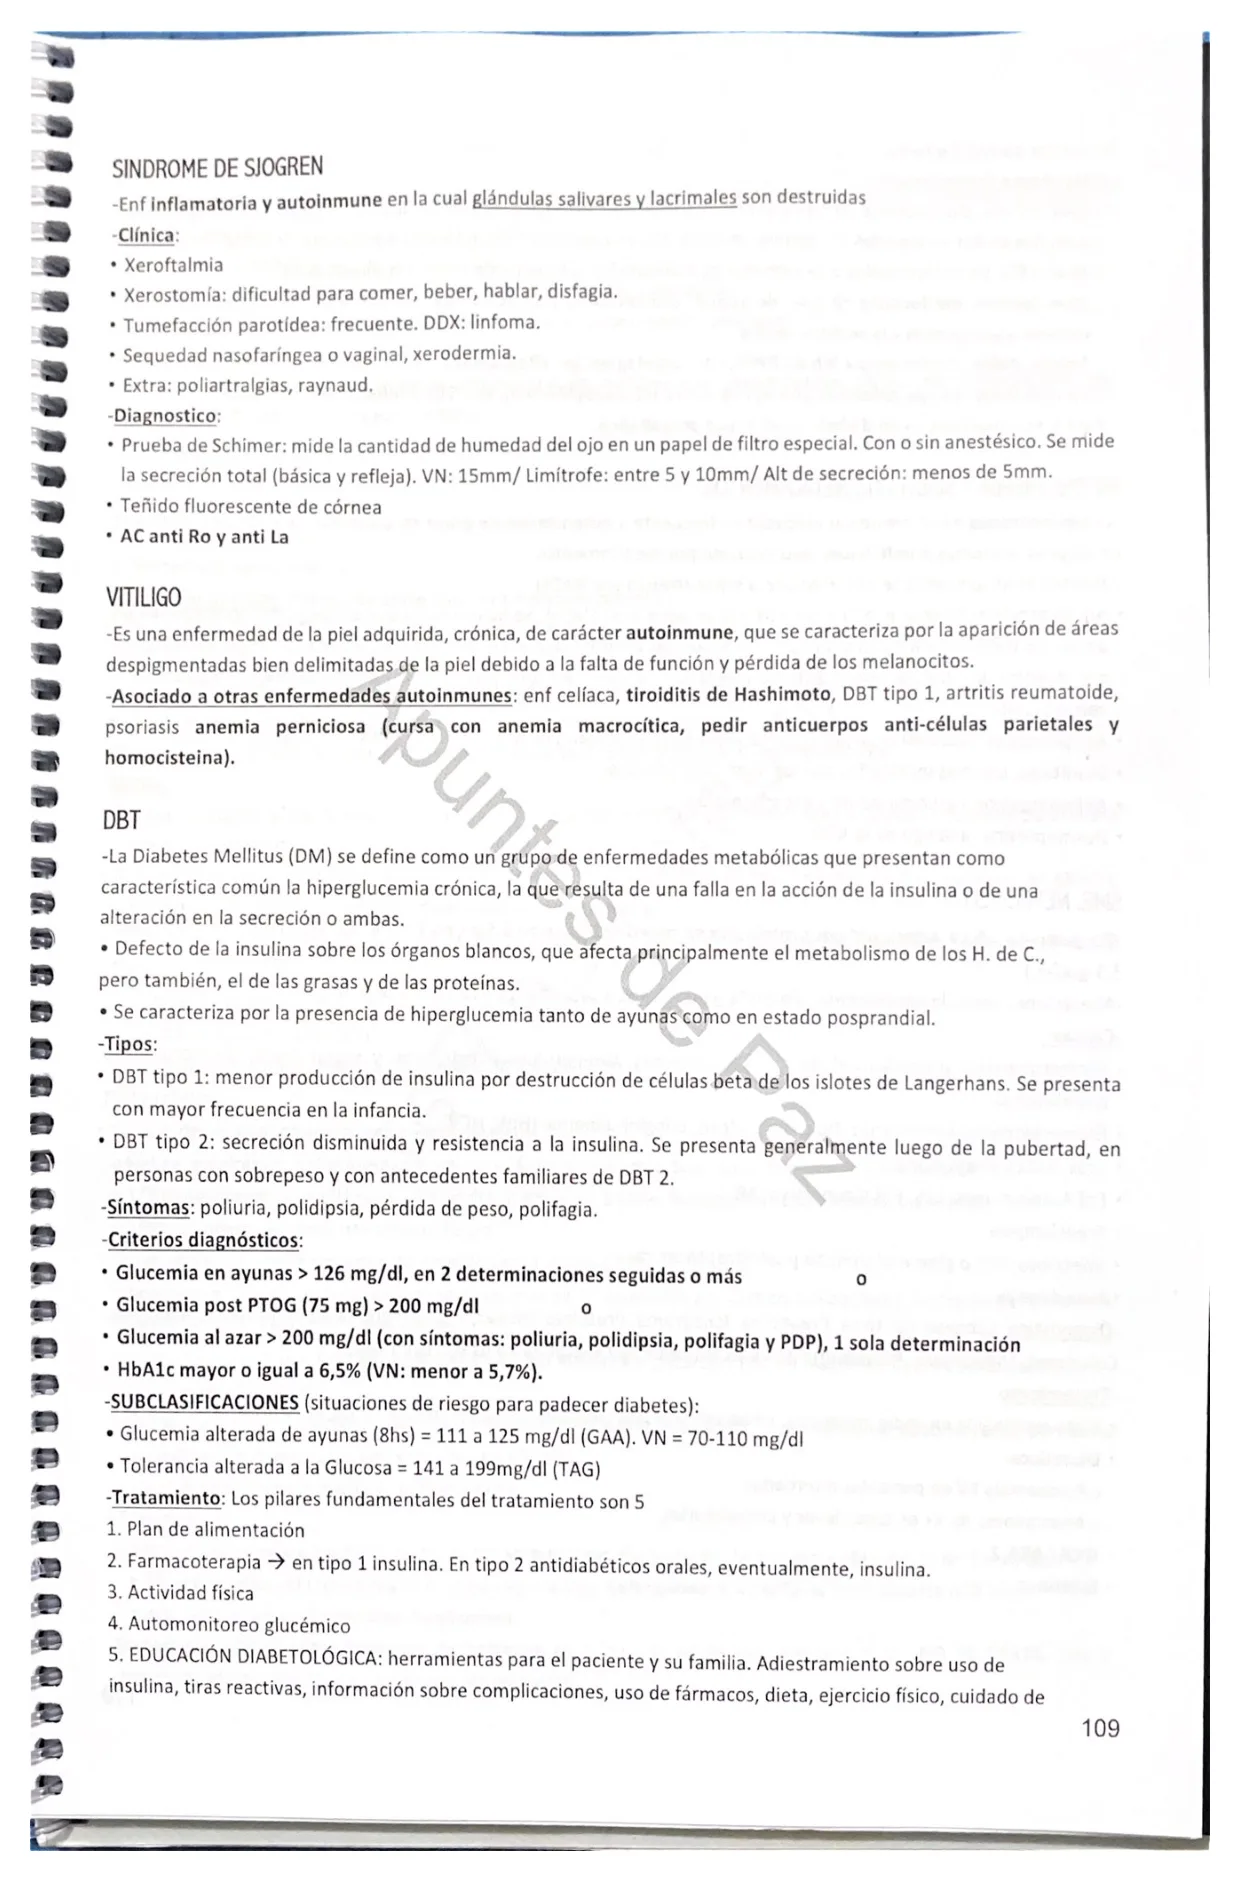 SINDROME DE SJOGREN
-Enf inflamatoria y autoinmune en la cual glándulas salivares y lacrimales son destruidas
-Clínica:
• Xeroftalmia
• Xerostomía: dificultad para comer, beber, hablar, disfagia.
• Tumefacción parotídea: frecuente. DDX: linfoma.
• Sequedad nasofaríngea o vaginal, xerodermia.
• Extra: poliartralgias, raynaud.
-Diagnostico:
• Prueba de Schimer: mide la cantidad de humedad del ojo en un papel de filtro especial. Con o sin anestésico. Se mide
la secreción total (básica y refleja). VN: 15mm/ Limítrofe: entre 5 y 10mm/ Alt de secreción: menos de 5mm.
• Teñido fluorescente de córnea
• AC anti Ro y anti La
VITILIGO
-Es una enfermedad de la piel adquirida, crónica, de carácter autoinmune, que se caracteriza por la aparición de áreas
despigmentadas bien delimitadas de la piel debido a la falta de función y pérdida de los melanocitos.
-Asociado a otras enfermedades autoinmunes: enf celíaca, tiroiditis de Hashimoto, DBT tipo 1, artritis reumatoide,
psoriasis anemia perniciosa (cursa con anemia macrocítica, pedir anticuerpos anti-células parietales y
homocisteina).
DBT
-La Diabetes Mellitus (DM) se define como un grupo de enfermedades metabólicas que presentan como
característica común la hiperglucemia crónica, la que resulta de una falla en la acción de la insulina o de una
alteración en la secreción o ambas.
• Defecto de la insulina sobre los órganos blancos, que afecta principalmente el metabolismo de los H. de C.,
pero también, el de las grasas y de las proteínas.
• Se caracteriza por la presencia de hiperglucemia tanto de ayunas como en estado posprandial.
-Tipos:
• DBT tipo 1: menor producción de insulina por destrucción de células beta de los islotes de Langerhans. Se presenta
con mayor frecuencia en la infancia.
• DBT tipo 2: secreción disminuida y resistencia a la insulina. Se presenta generalmente luego de la pubertad, en
personas con sobrepeso y con antecedentes familiares de DBT 2.
-Síntomas: poliuria, polidipsia, pérdida de peso, polifagia.
-Criterios diagnósticos:
• Glucemia en ayunas > 126 mg/dl, en 2 determinaciones seguidas o más o
• Glucemia post PTOG (75 mg) > 200 mg/dl o
• Glucemia al azar > 200 mg/dl (con síntomas: poliuria, polidipsia, polifagia y PDP), 1 sola determinación
• HbA1c mayor o igual a 6,5% (VN: menor a 5,7%).
-SUBCLASIFICACIONES (situaciones de riesgo para padecer diabetes):
• Glucemia alterada de ayunas (8hs) = 111 a 125 mg/dl (GAA). VN = 70-110 mg/dl
• Tolerancia alterada a la Glucosa = 141 a 199mg/dl (TAG)
-Tratamiento: Los pilares fundamentales del tratamiento son 5
1. Plan de alimentación
2. Farmacoterapia → en tipo 1 insulina. En tipo 2 antidiabéticos orales, eventualmente, insulina.
3. Actividad física
4. Automonitoreo glucémico
5. EDUCACIÓN DIABETOLÓGICA: herramientas para el paciente y su familia. Adiestramiento sobre uso de
insulina, tiras reactivas, información sobre complicaciones, uso de fármacos, dieta, ejercicio físico, cuidado de
109
Apuntes de Paz